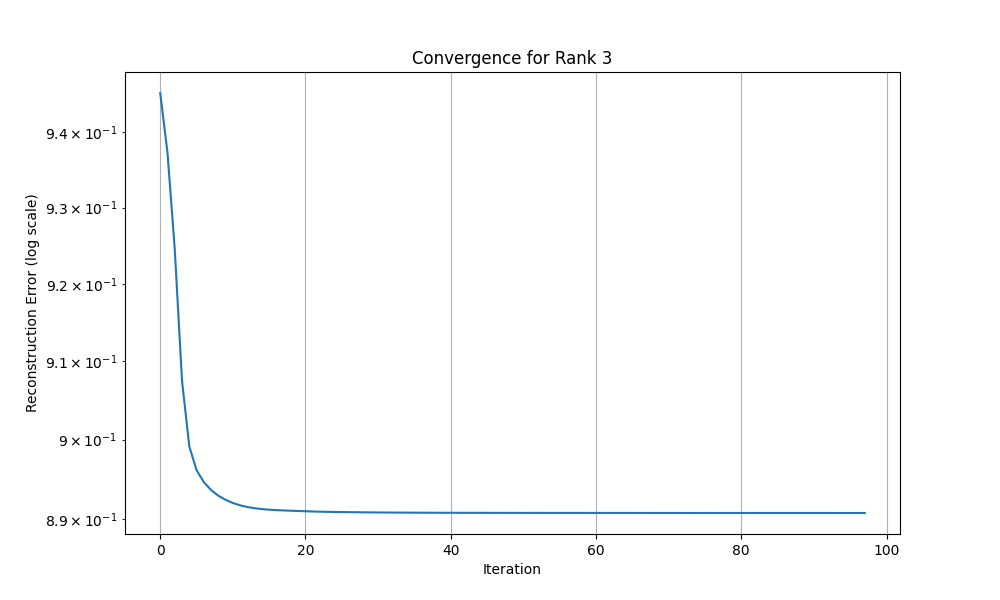 Convergence for Rank 3
Reconstruction Error (log scale)
9.4 × 10⁻¹
9.3 × 10⁻¹
9.2 × 10⁻¹
9.1 × 10⁻¹
9 × 10⁻¹
8.9 × 10⁻¹
0 20 40 60 80 100
Iteration